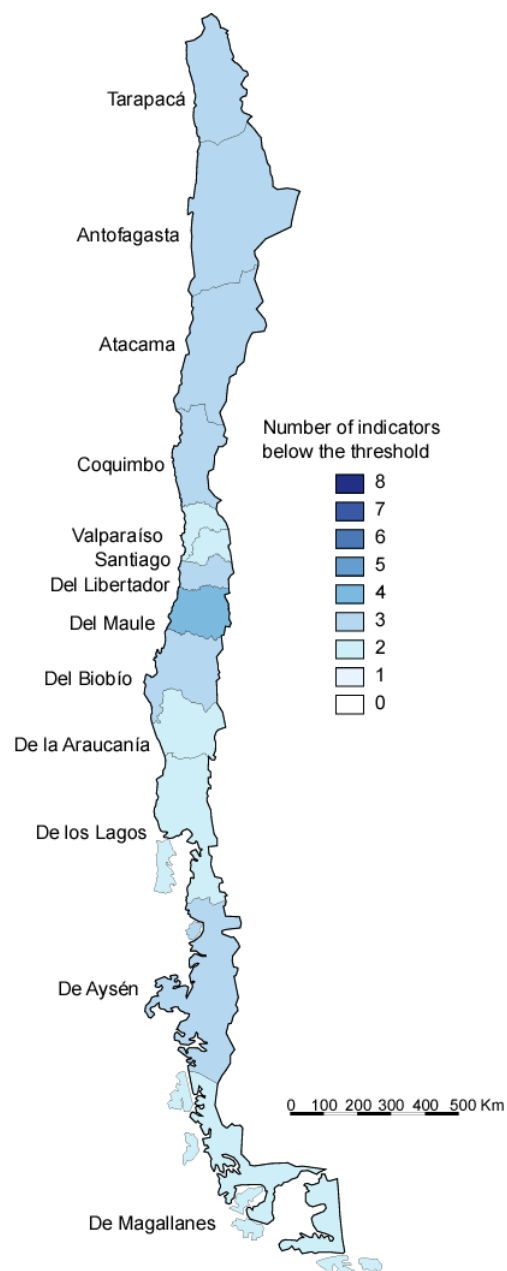 Tarapacá
Antofagasta
Atacama
Coquimbo
Number of indicators
below the threshold
8
7
6
5
4
3
2
1
0
Valparaíso
Santiago
Del Libertador
Del Maule
Del Biobío
De la Araucanía
De los Lagos
De Aysén
0 100 200 300 400 500 Km
De Magallanes